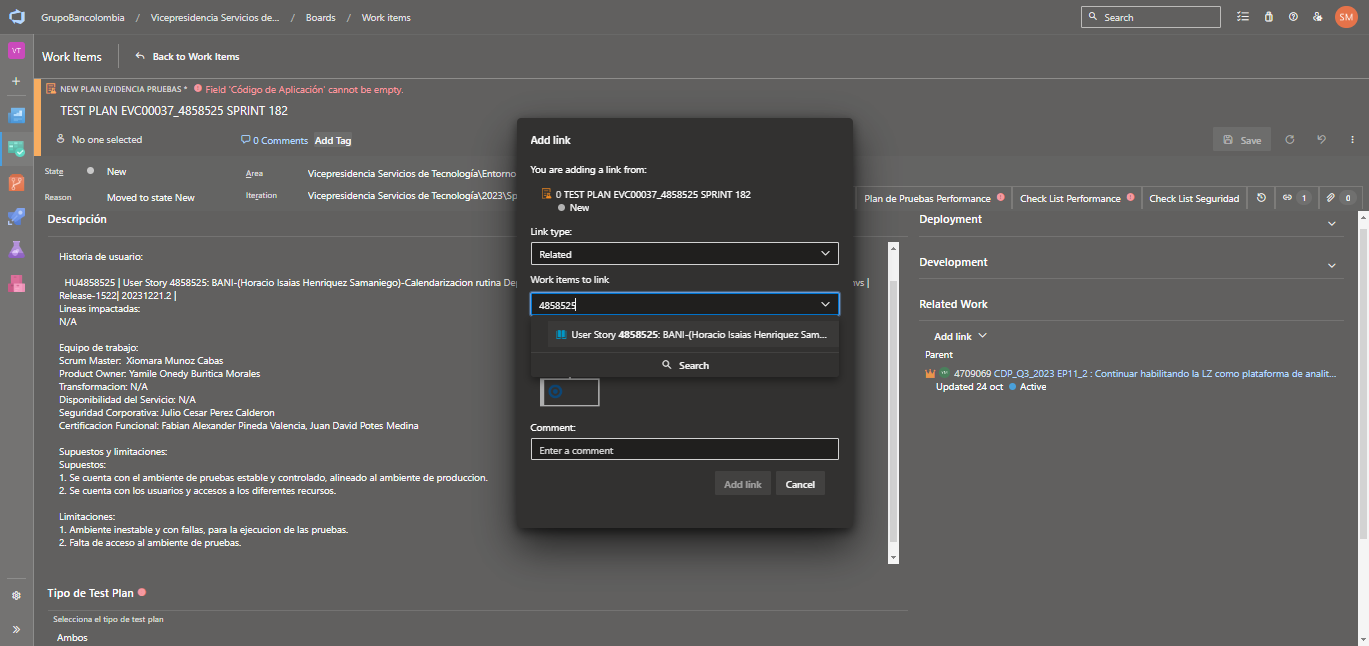 GrupoBancolombia / Vicepresidencia Servicios de... / Boards / Work items
Search
SM
VT
Work Items
Back to Work Items
NEW PLAN EVIDENCIA PRUEBAS * Field 'Código de Aplicación' cannot be empty.
TEST PLAN EVC00037_4858525 SPRINT 182
No one selected
0 Comments
Add Tag
Save
State
New
Area
Vicepresidencia Servicios de Tecnología\Entorno
Reason
Moved to state New
Iteration
Vicepresidencia Servicios de Tecnología\2023\Sp
Plan de Pruebas Performance
Check List Performance
Check List Seguridad
1
0
Descripción
Historia de usuario:
HU4858525 | User Story 4858525: BANI-(Horacio Isaias Henriquez Samaniego)-Calendarizacion rutina De
nvs |
Release-1522| 20231221.2 |
Lineas impactadas:
N/A
Equipo de trabajo:
Scrum Master: Xiomara Munoz Cabas
Product Owner: Yamile Onedy Buritica Morales
Transformacion: N/A
Disponibilidad del Servicio: N/A
Seguridad Corporativa: Julio Cesar Perez Calderon
Certificacion Funcional: Fabian Alexander Pineda Valencia, Juan David Potes Medina
Supuestos y limitaciones:
Supuestos:
1. Se cuenta con el ambiente de pruebas estable y controlado, alineado al ambiente de produccion.
2. Se cuenta con los usuarios y accesos a los diferentes recursos.
Limitaciones:
1. Ambiente inestable y con fallas, para la ejecucion de las pruebas.
2. Falta de acceso al ambiente de pruebas.
Tipo de Test Plan
Selecciona el tipo de test plan
Ambos
Add link
You are adding a link from:
0 TEST PLAN EVC00037_4858525 SPRINT 182
New
Link type:
Related
Work items to link
4858525
User Story 4858525: BANI-(Horacio Isaias Henriquez Sam...
Search
Comment:
Enter a comment
Add link
Cancel
Deployment
Development
Related Work
Add link
Parent
4709069 CDP_Q3_2023 EP11_2 : Continuar habilitando la LZ como plataforma de analit...
Updated 24 oct
Active